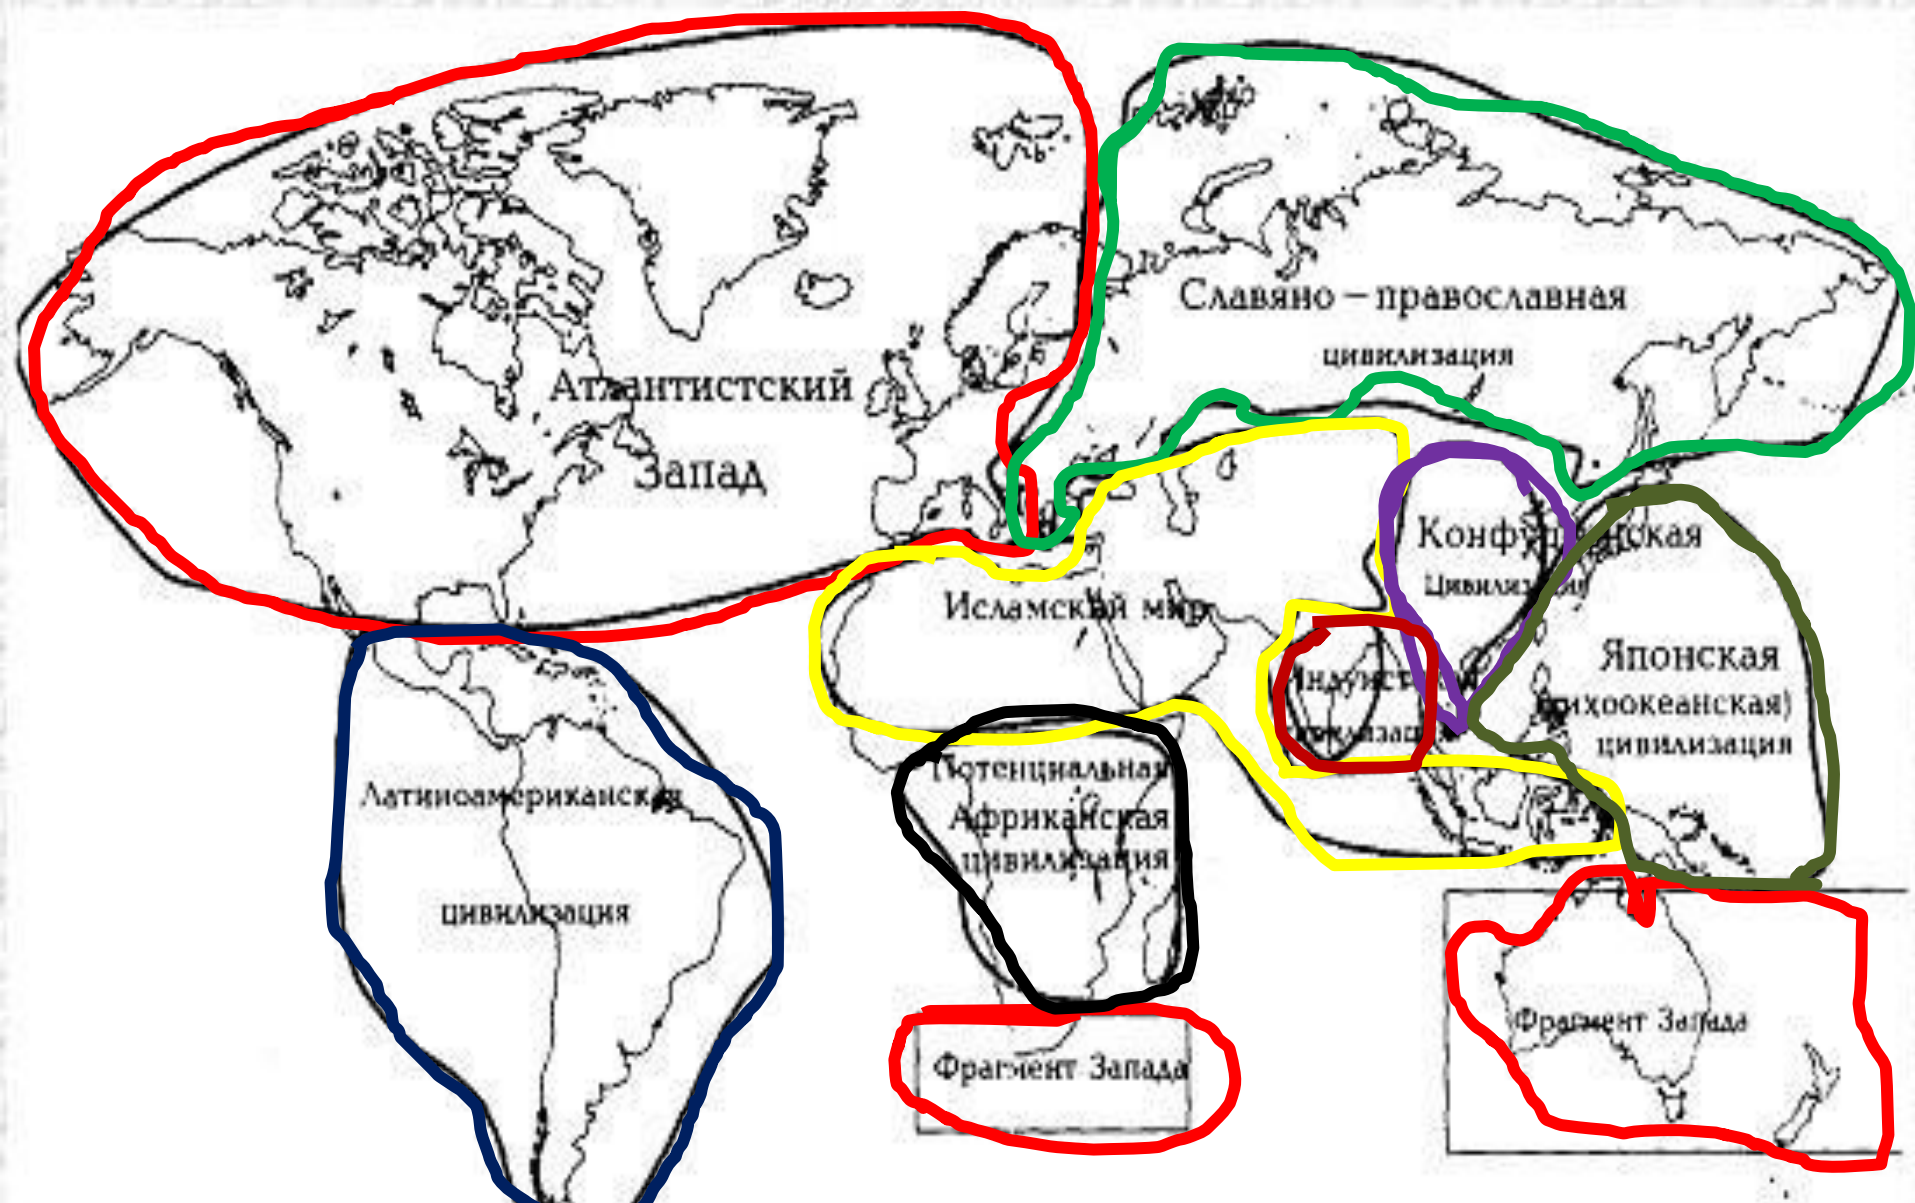 Славяно – православная
цивилизация
Атлантистский
Запад
Конфуцианская
Цивилизация
Исламский мир
Японская
(тихоокеанская)
цивилизация
Индуистская
цивилизация
Латиноамериканская
цивилизация
Потенциальная
Африканская
цивилизация
Фрагмент Запада
Фрагмент Запада